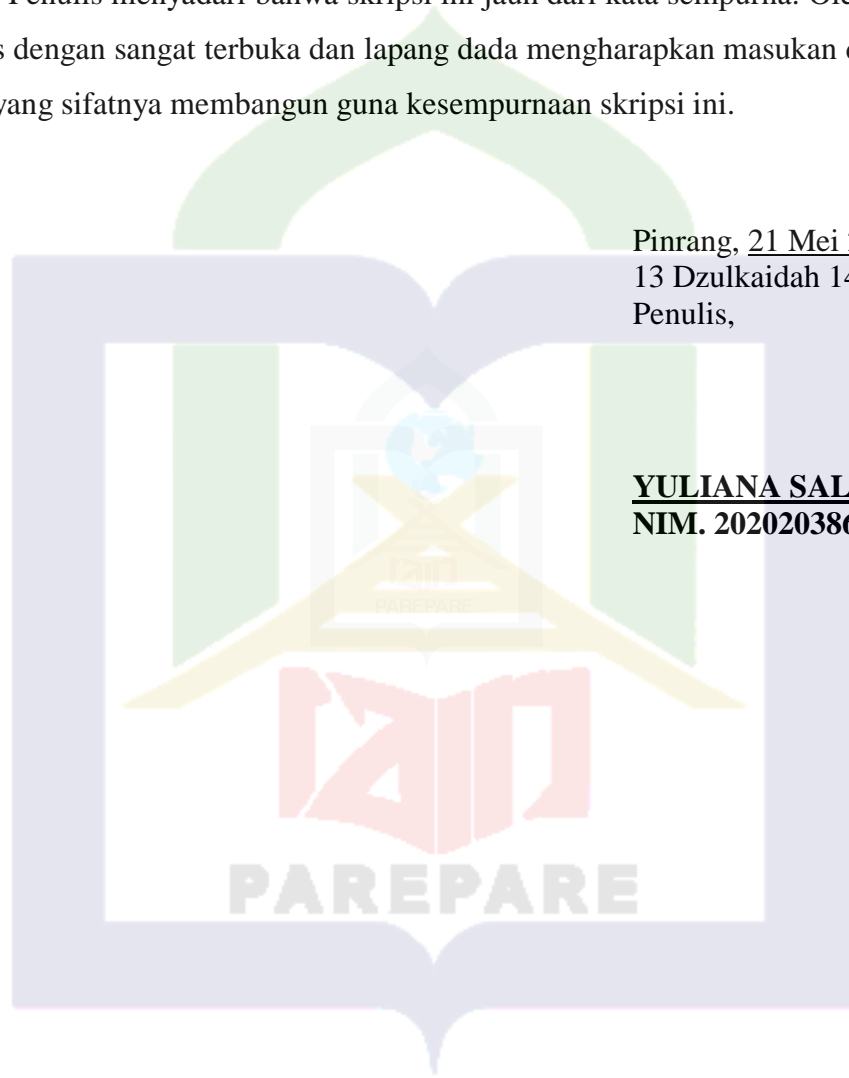 Penulis menyadari bahwa skripsi ini jauh dari kata sempurna. Ole
s dengan sangat terbuka dan lapang dada mengharapkan masukan
yang sifatnya membangun guna kesempurnaan skripsi ini.
Pinrang, 21 Mei
13 Dzulkaidah 14
Penulis,
YULIANA SAL
NIM. 202020386
PAREPARE
PAREPARE